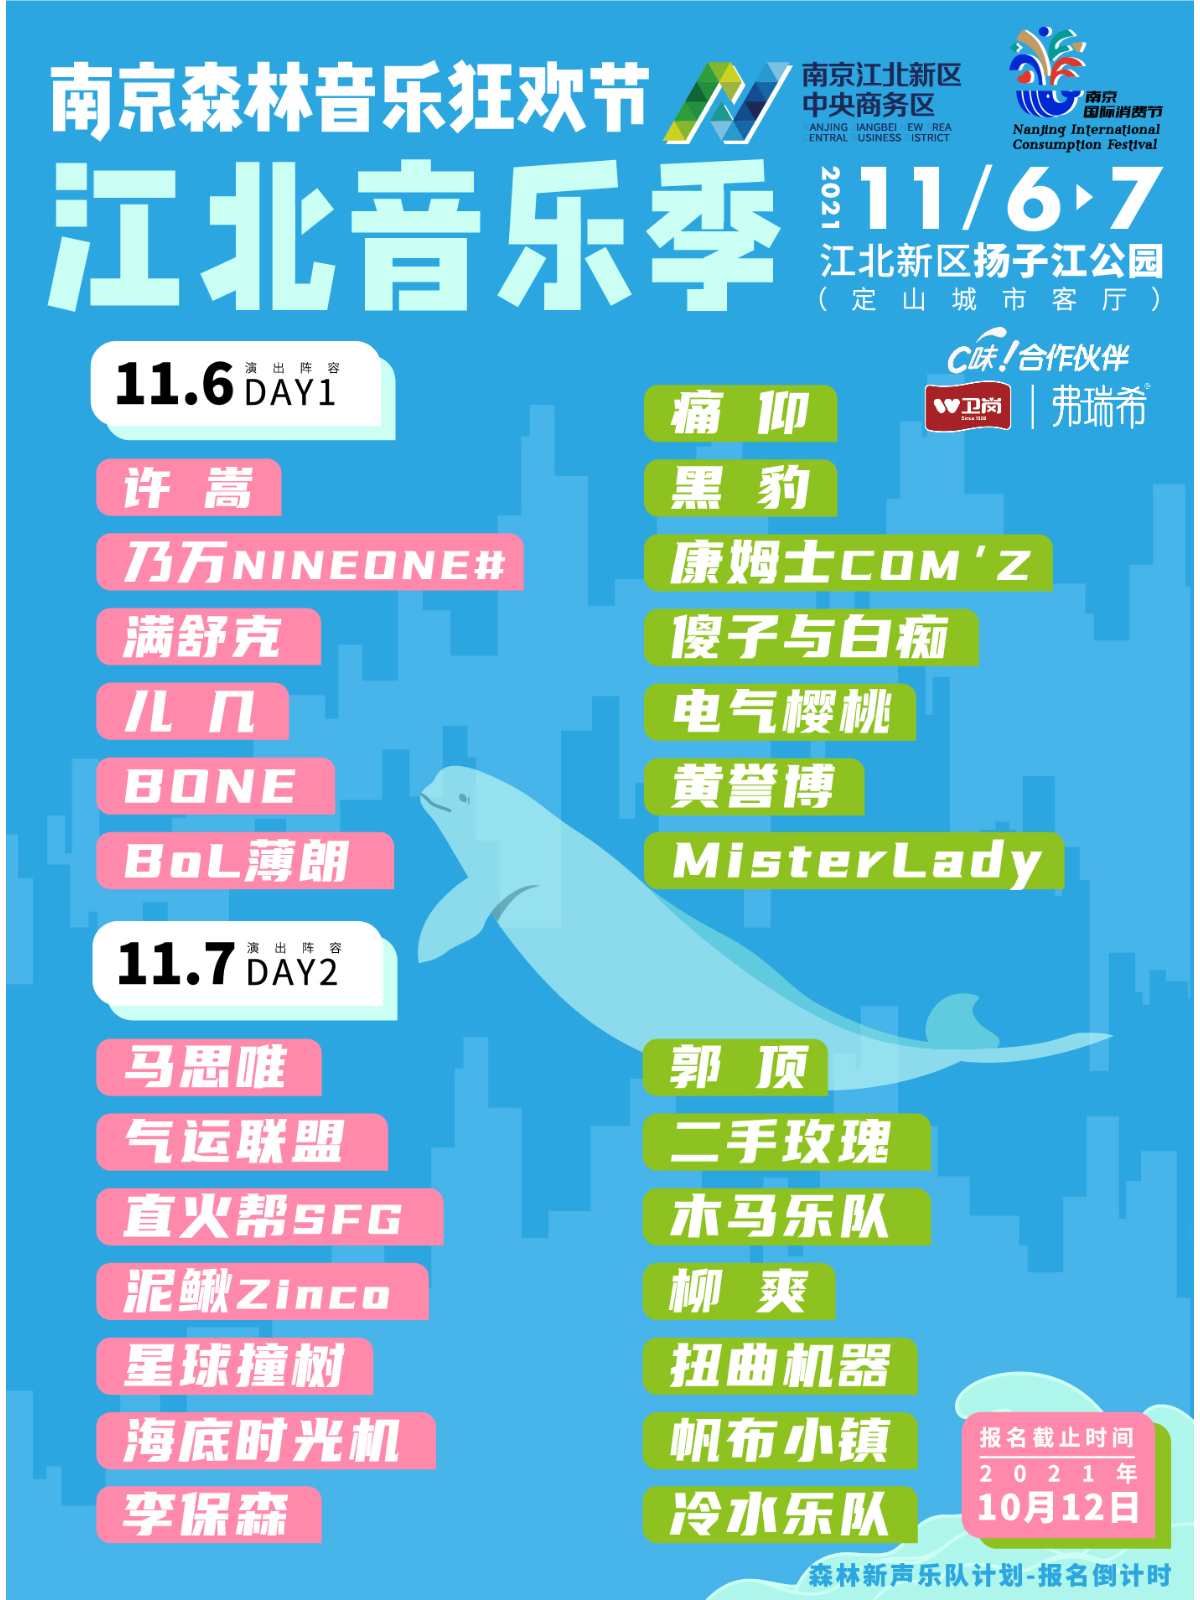 南京森林音乐狂欢节
江北音乐季
南京江北新区
中央商务区
NANJING JIANGBEI NEW AREA
CENTRAL BUSINESS DISTRICT
南京
国际消费节
Nanjing International
Consumption Festival
2021 11/6▸7
江北新区扬子江公园
(定山城市客厅)
C味!合作伙伴
卫岗
Since 1928
弗瑞希®
11.6 演出阵容
DAY1
许嵩
乃万NINEONE#
满舒克
儿几
BONE
BoL薄朗
痛仰
黑豹
康姆士COM'Z
傻子与白痴
电气樱桃
黄誉博
MisterLady
11.7 演出阵容
DAY2
马思唯
气运联盟
直火帮SFG
泥鳅Zinco
星球撞树
海底时光机
李保森
郭顶
二手玫瑰
木马乐队
柳爽
扭曲机器
帆布小镇
冷水乐队
报名截止时间
2021年
10月12日
森林新声乐队计划-报名倒计时